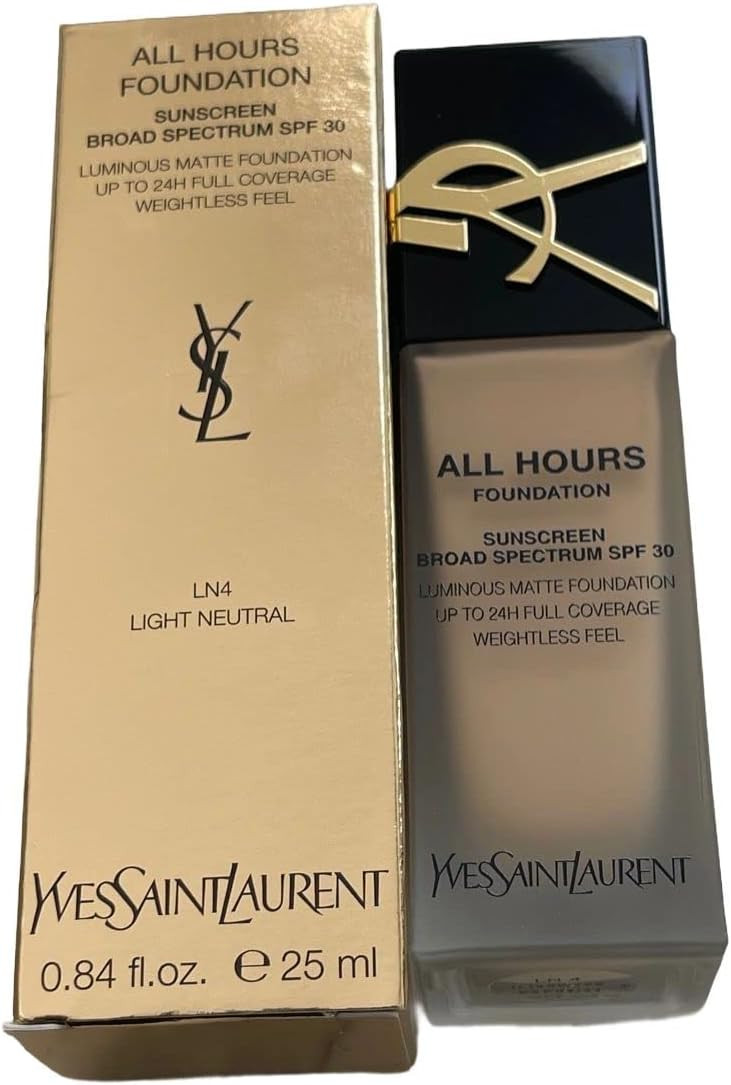 ALL HOURS
FOUNDATION
SUNSCREEN
BROAD SPECTRUM SPF 30
LUMINOUS MATTE FOUNDATION
UP TO 24H FULL COVERAGE
WEIGHTLESS FEEL
YSL
LN4
LIGHT NEUTRAL
YVESSAINTLAURENT
0.84 fl.oz. ℮ 25 ml
YSL
ALL HOURS
FOUNDATION
SUNSCREEN
BROAD SPECTRUM SPF 30
LUMINOUS MATTE FOUNDATION
UP TO 24H FULL COVERAGE
WEIGHTLESS FEEL
YVESSAINTLAURENT
LN4